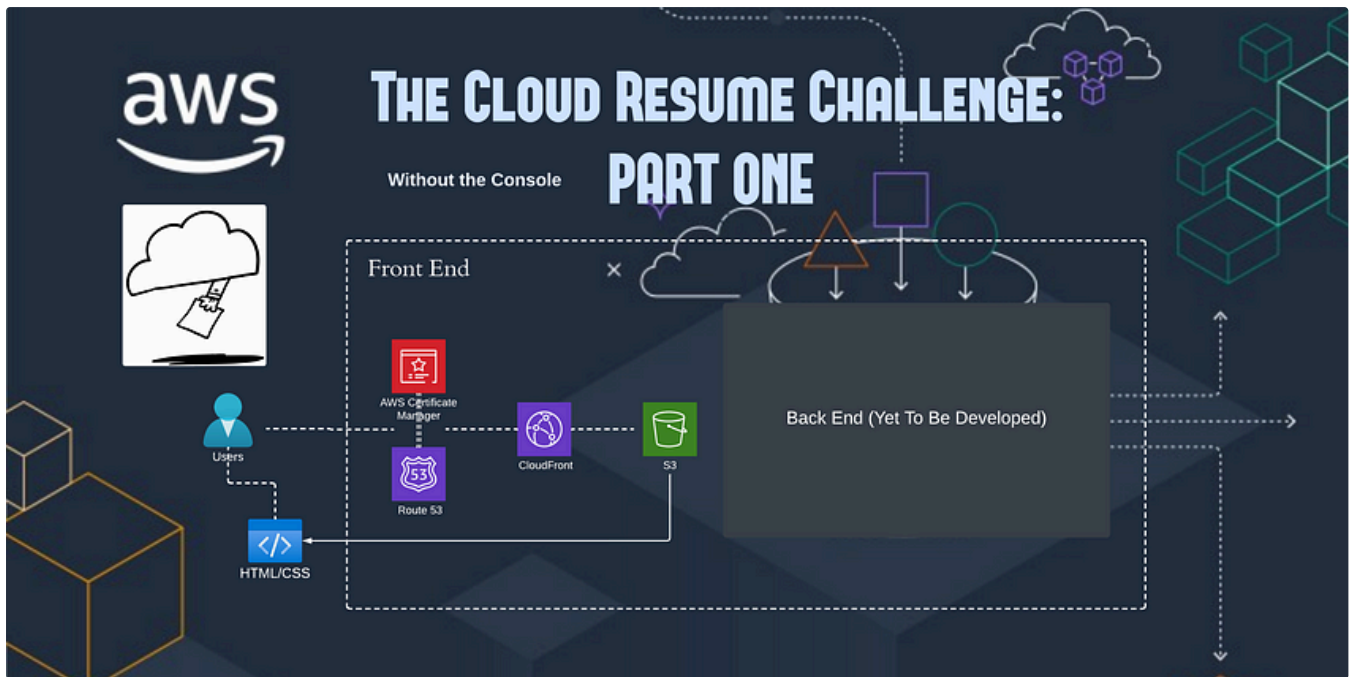 aws
THE CLOUD RESUME CHALLENGE:
PART ONE
Without the Console
Front End
AWS Certificate
Manager
Users
53
Route 53
CloudFront
S3
Back End (Yet To Be Developed)
</>
HTML/CSS